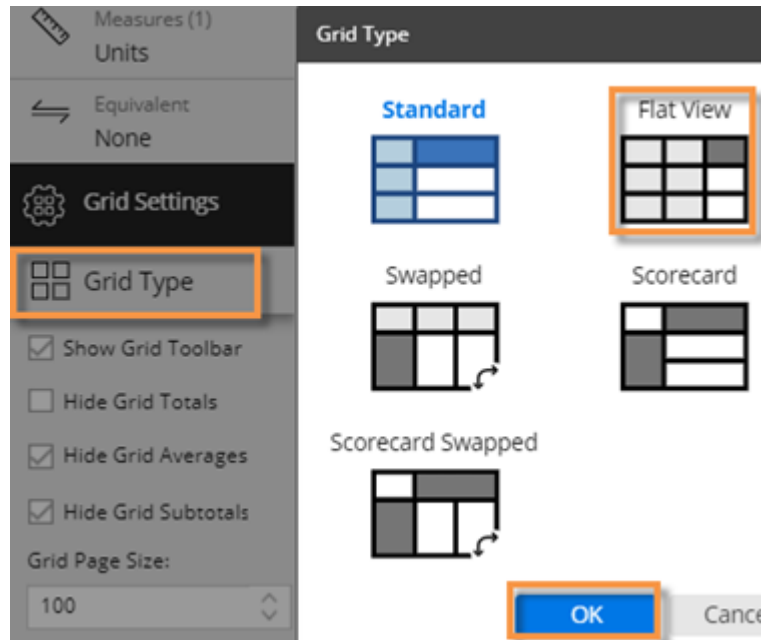 Measures (1)
Units
Equivalent
None
Grid Settings
Grid Type
Show Grid Toolbar
Hide Grid Totals
Hide Grid Averages
Hide Grid Subtotals
Grid Page Size:
100
Grid Type
Standard
Flat View
Swapped
Scorecard
Scorecard Swapped
OK
Cance